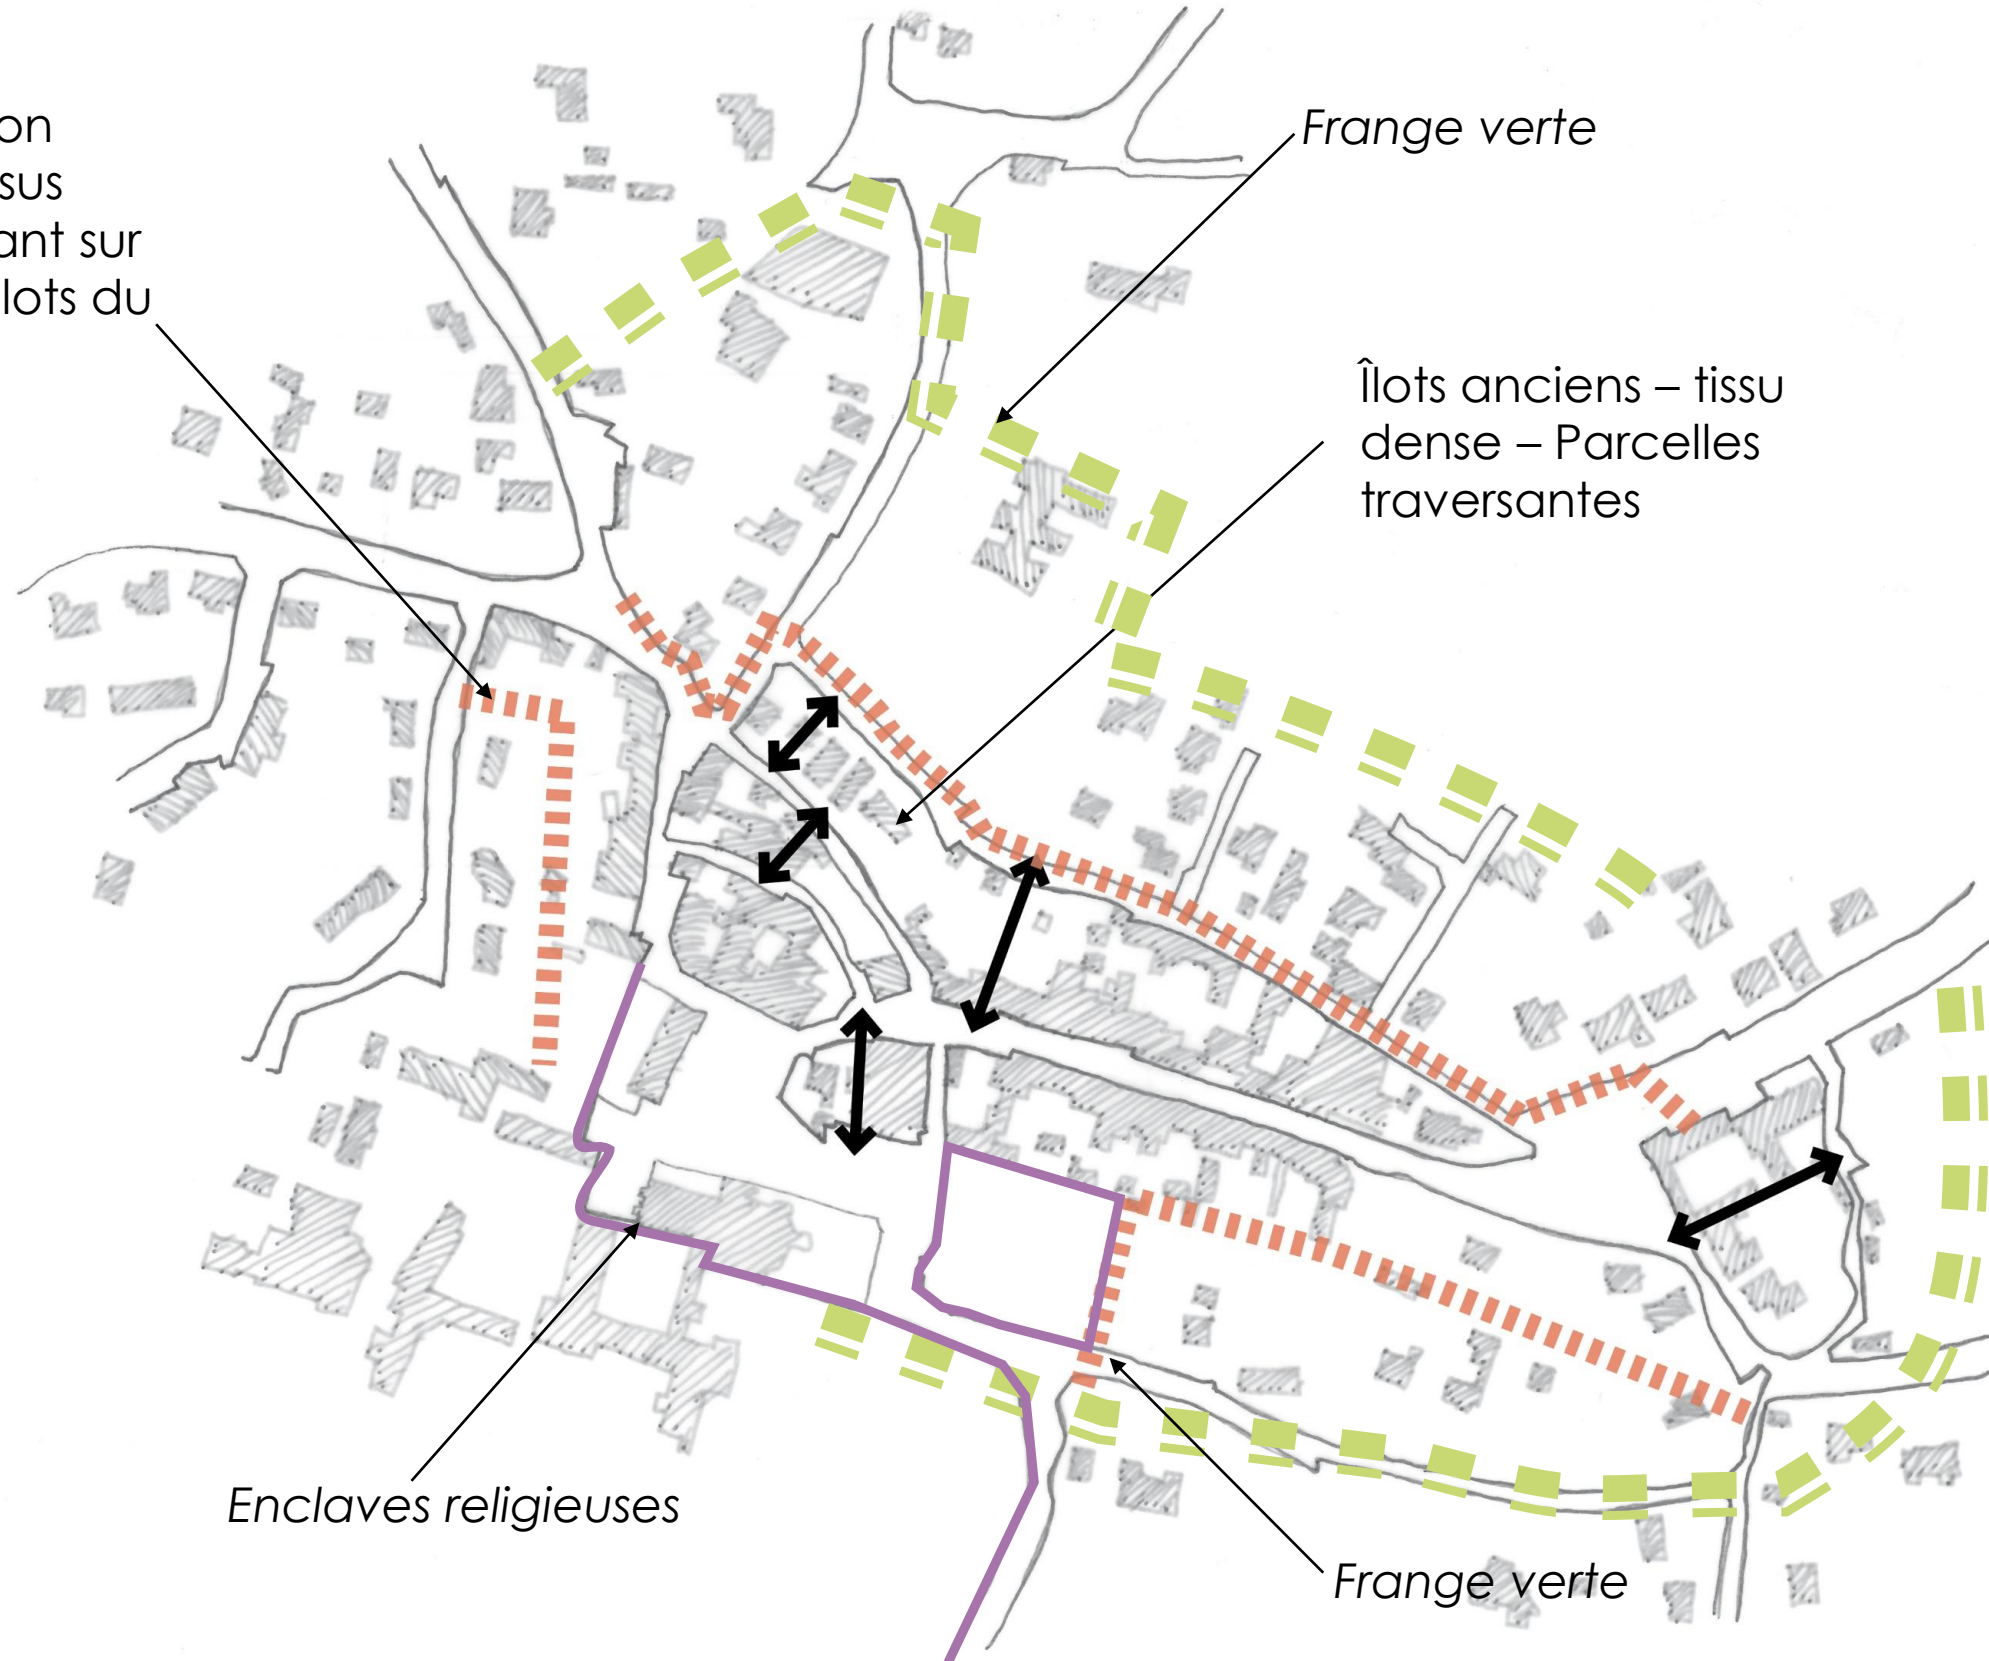 on
sus
ant sur
lots du
Frange verte
Îlots anciens – tissu
dense – Parcelles
traversantes
Enclaves religieuses
Frange verte